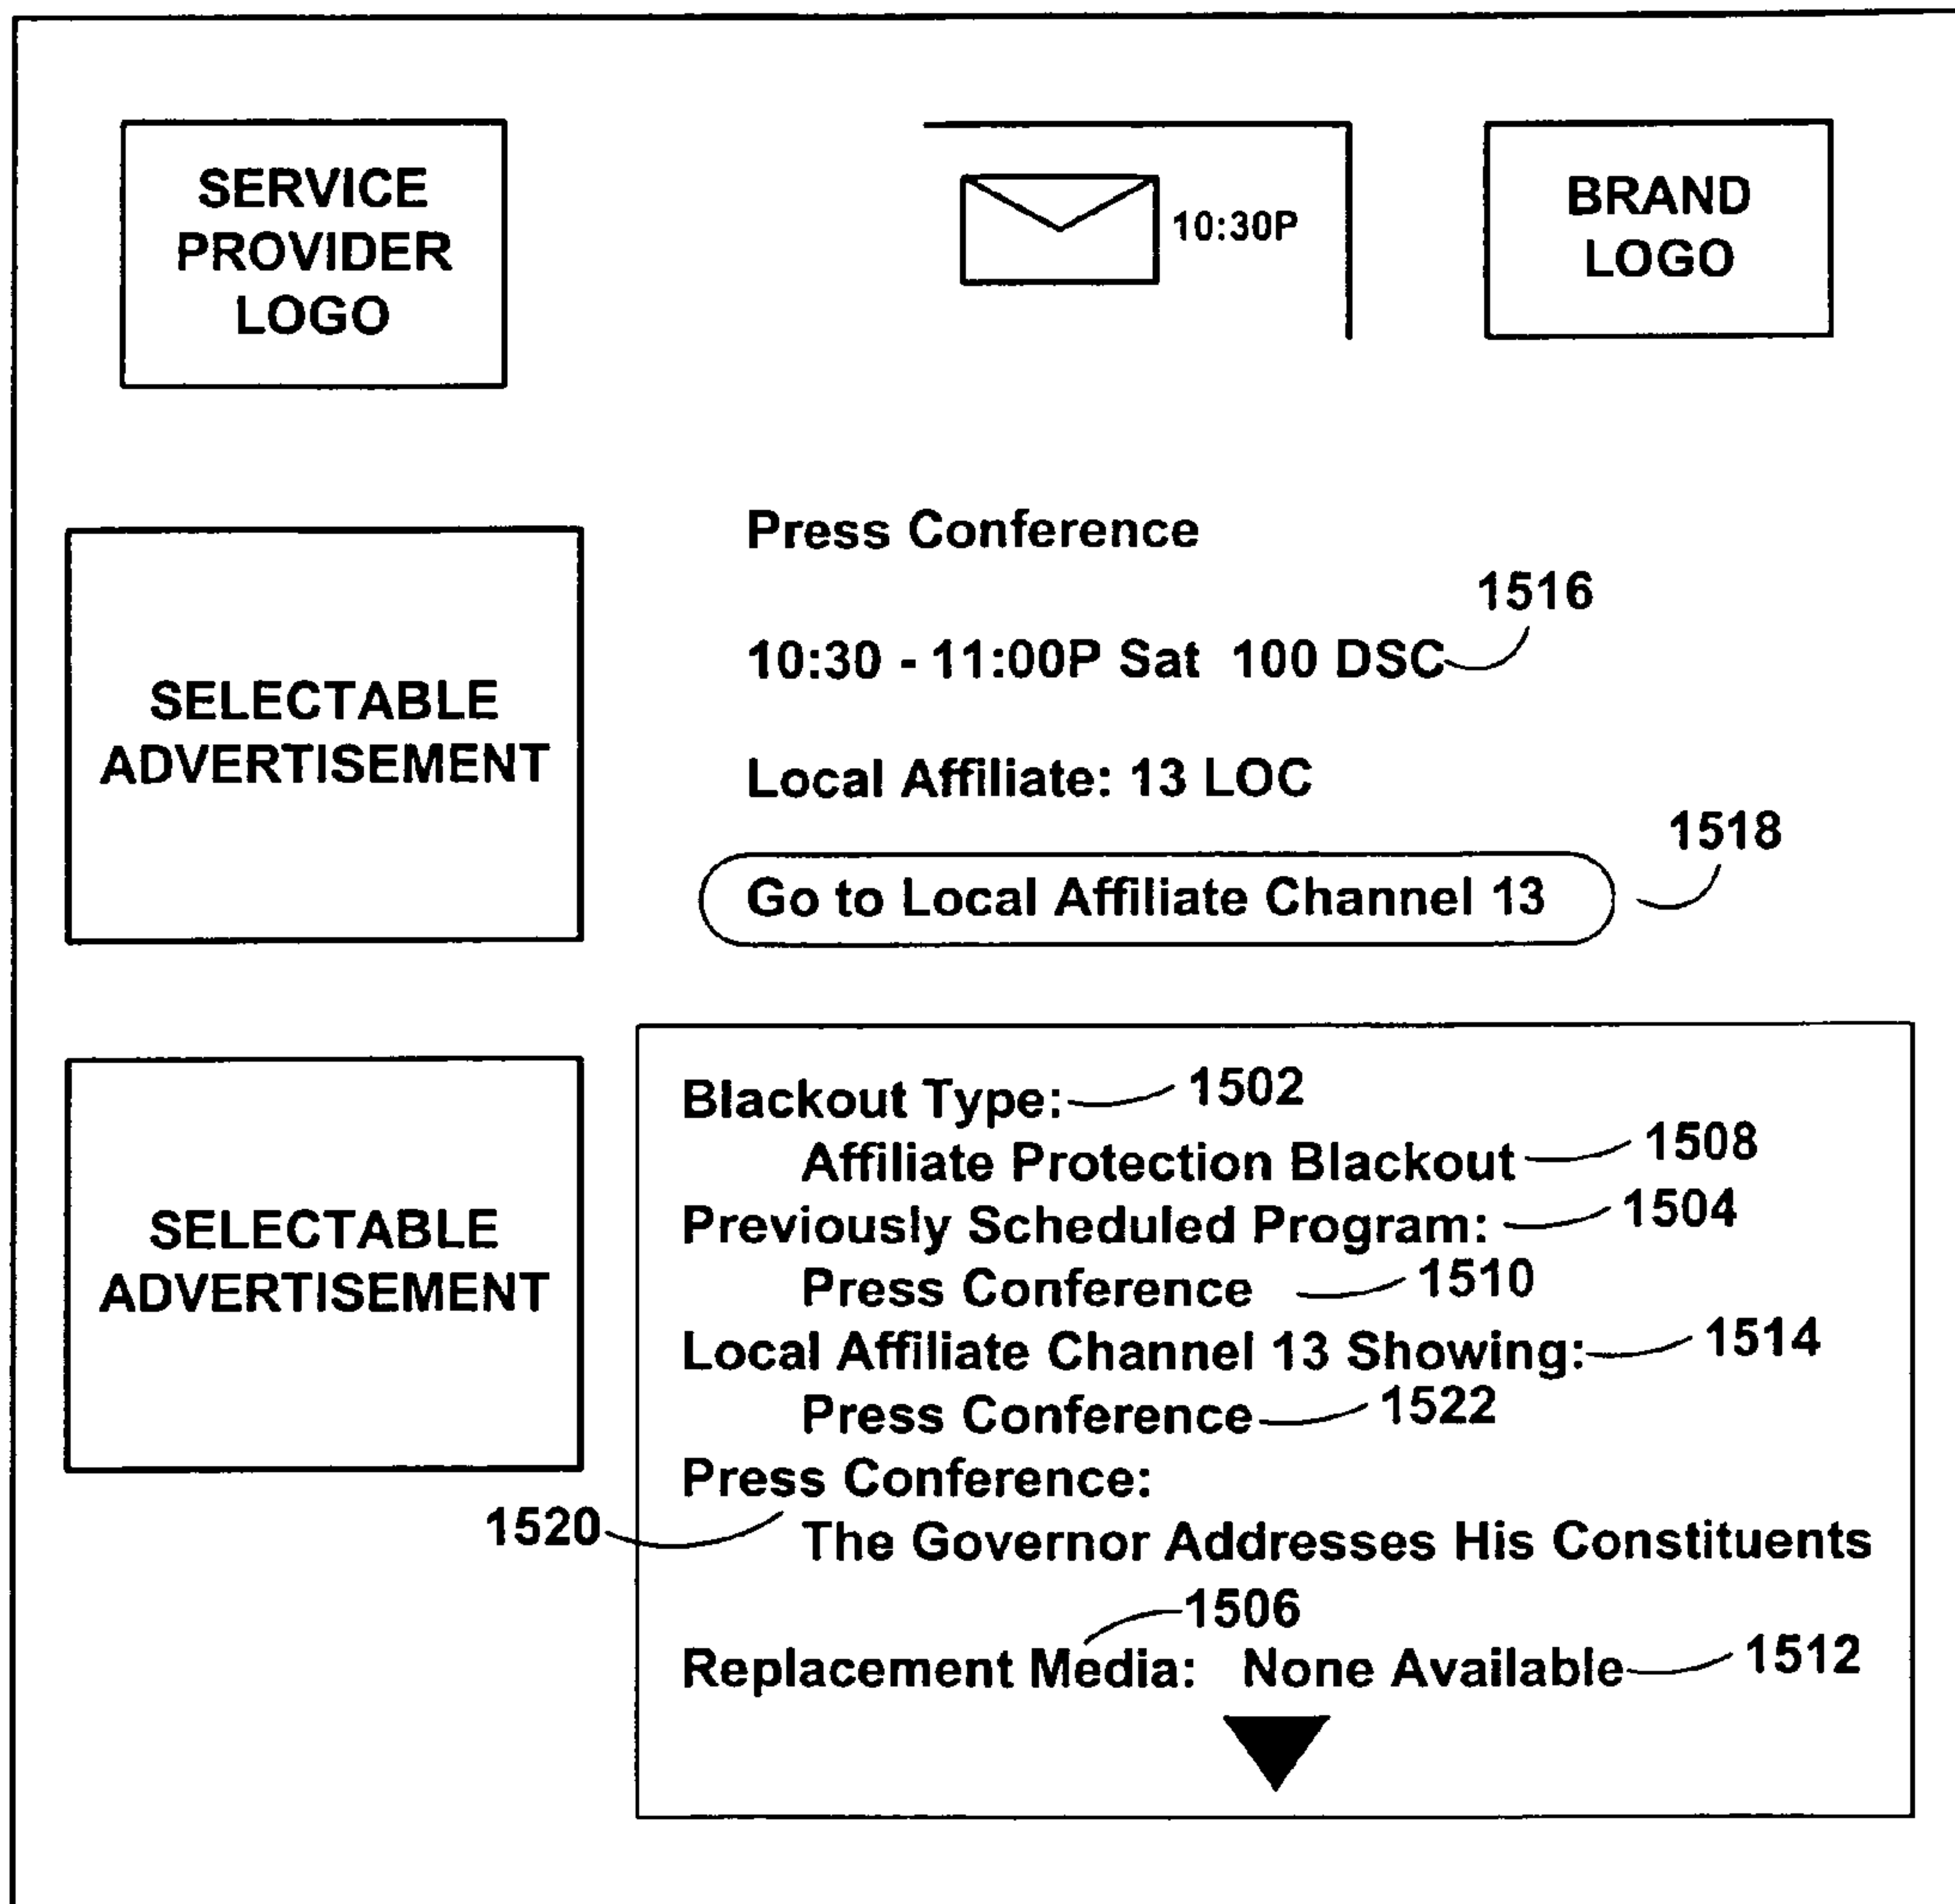 SERVICE
PROVIDER
LOGO
10:30P
BRAND
LOGO
SELECTABLE
ADVERTISEMENT
Press Conference
1516
10:30 - 11:00P Sat 100 DSC
Local Affiliate: 13 LOC
1518
Go to Local Affiliate Channel 13
SELECTABLE
ADVERTISEMENT
Blackout Type: 1502
Affiliate Protection Blackout 1508
Previously Scheduled Program: 1504
Press Conference 1510
Local Affiliate Channel 13 Showing: 1514
Press Conference 1522
Press Conference:
1520 The Governor Addresses His Constituents
1506
Replacement Media: None Available 1512